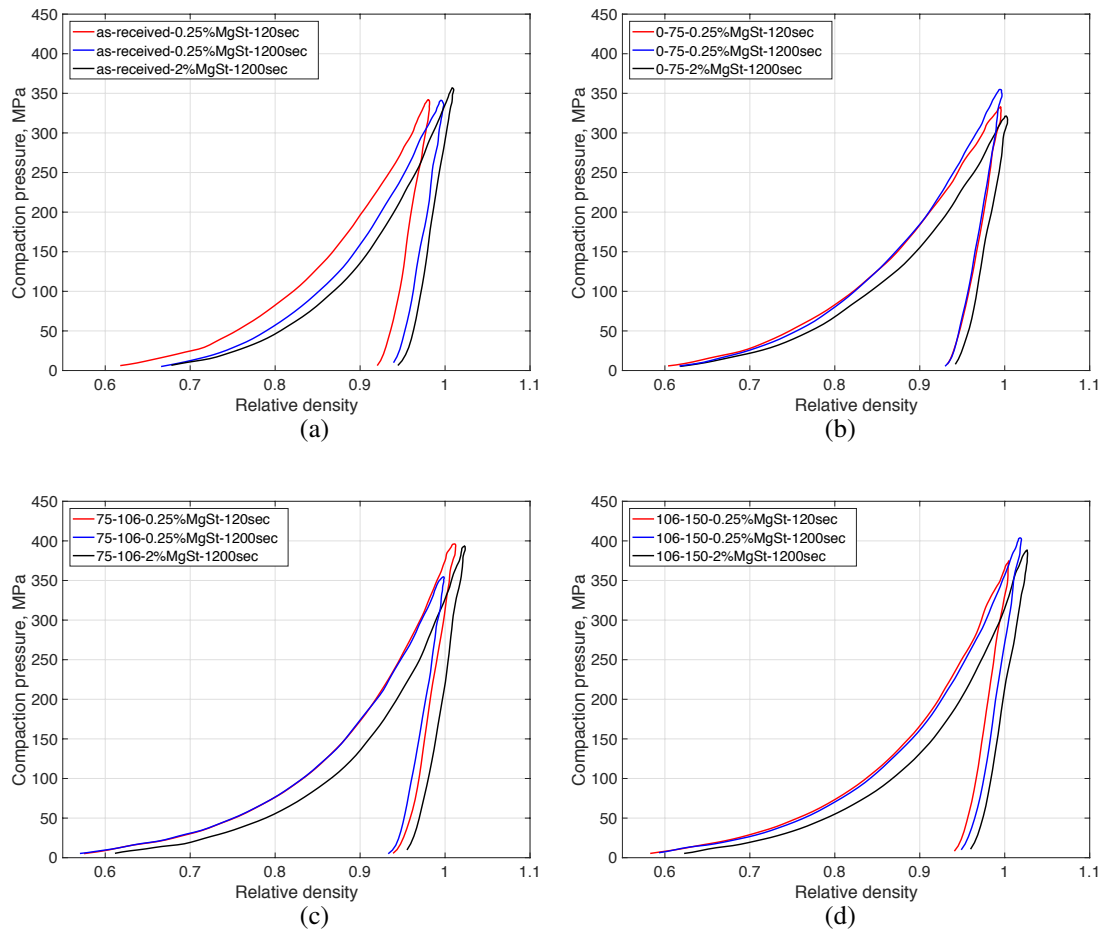 450
400
350
300
250
200
150
100
50
0
Compaction pressure, MPa
as-received-0.25%MgSt-120sec
as-received-0.25%MgSt-1200sec
as-received-2%MgSt-1200sec
0.6 0.7 0.8 0.9 1 1.1
Relative density
(a)
450
400
350
300
250
200
150
100
50
0
Compaction pressure, MPa
0-75-0.25%MgSt-120sec
0-75-0.25%MgSt-1200sec
0-75-2%MgSt-1200sec
0.6 0.7 0.8 0.9 1 1.1
Relative density
(b)
450
400
350
300
250
200
150
100
50
0
Compaction pressure, MPa
75-106-0.25%MgSt-120sec
75-106-0.25%MgSt-1200sec
75-106-2%MgSt-1200sec
0.6 0.7 0.8 0.9 1 1.1
Relative density
(c)
450
400
350
300
250
200
150
100
50
0
Compaction pressure, MPa
106-150-0.25%MgSt-120sec
106-150-0.25%MgSt-1200sec
106-150-2%MgSt-1200sec
0.6 0.7 0.8 0.9 1 1.1
Relative density
(d)